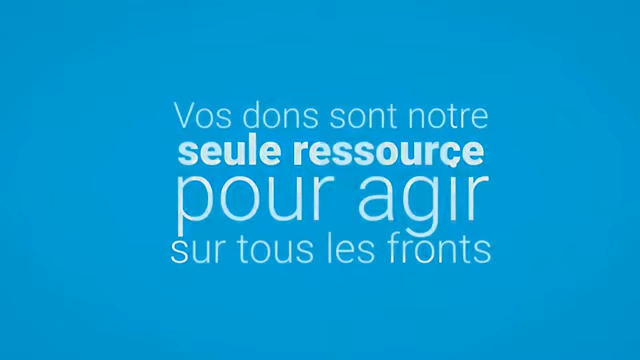 Vos dons sont notre
seule ressource
pour agir
sur tous les fronts